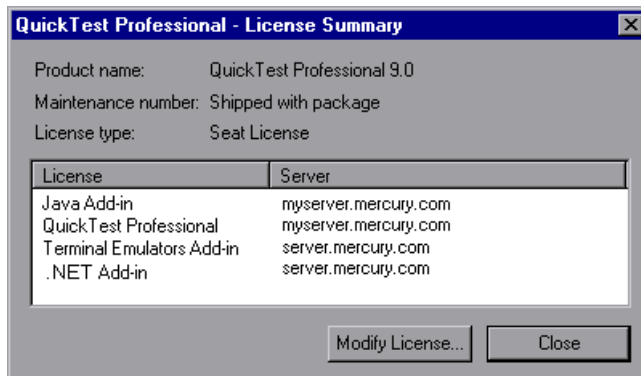 QuickTest Professional - License Summary
Product name: QuickTest Professional 9.0
Maintenance number: Shipped with package
License type: Seat License
License Server
Java Add-in myserver.mercury.com
QuickTest Professional myserver.mercury.com
Terminal Emulators Add-in server.mercury.com
.NET Add-in server.mercury.com
Modify License... Close